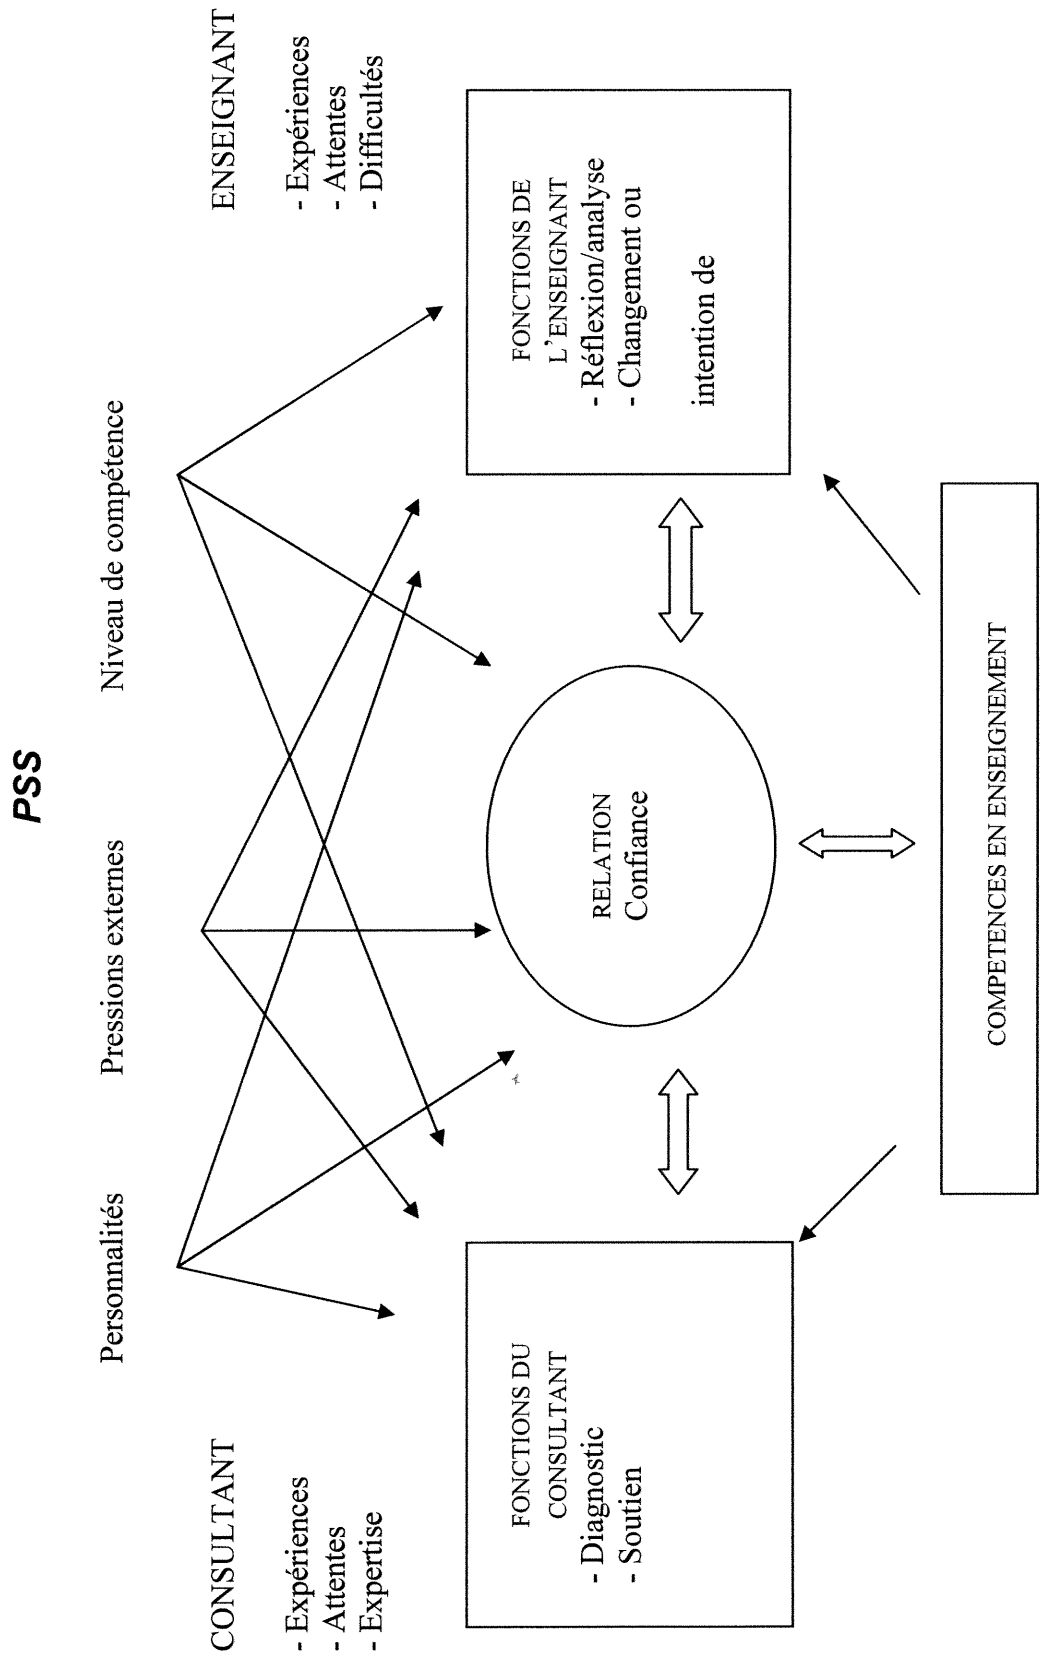 PSS
Personnalités
Pressions externes
Niveau de compétence
CONSULTANT
- Expériences
- Attentes
- Expertise
ENSEIGNANT
- Expériences
- Attentes
- Difficultés
FONCTIONS DU
CONSULTANT
- Diagnostic
- Soutien
RELATION
Confiance
FONCTIONS DE
L'ENSEIGNANT
- Réflexion/analyse
- Changement ou
intention de
COMPETENCES EN ENSEIGNEMENT